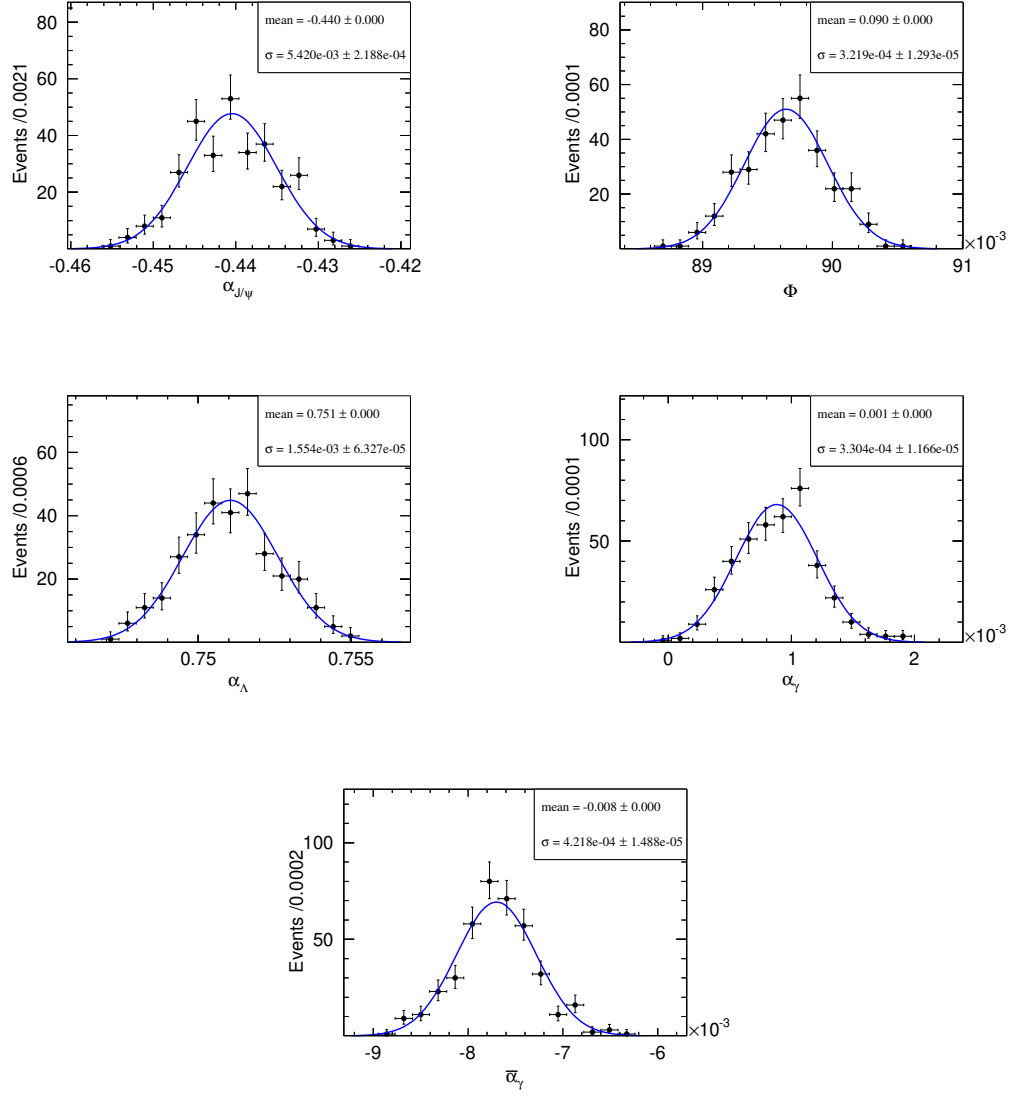 80
60
40
20
Events /0.0021
mean = -0.440 ± 0.000
σ = 5.420e-03 ± 2.188e-04
-0.46 -0.45 -0.44 -0.43 -0.42
α_J/ψ
80
60
40
20
Events /0.0001
mean = 0.090 ± 0.000
σ = 3.219e-04 ± 1.293e-05
×10⁻³
89 90 91
Φ
60
40
20
Events /0.0006
mean = 0.751 ± 0.000
σ = 1.554e-03 ± 6.327e-05
0.75 0.755
α_Λ
100
50
Events /0.0001
mean = 0.001 ± 0.000
σ = 3.304e-04 ± 1.166e-05
×10⁻³
0 1 2
α_γ
100
50
Events /0.0002
mean = -0.008 ± 0.000
σ = 4.218e-04 ± 1.488e-05
×10⁻³
-9 -8 -7 -6
α̅_γ